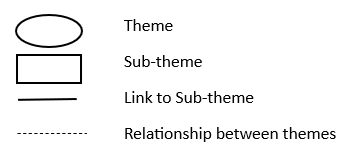 Theme
Sub-theme
Link to Sub-theme
Relationship between themes